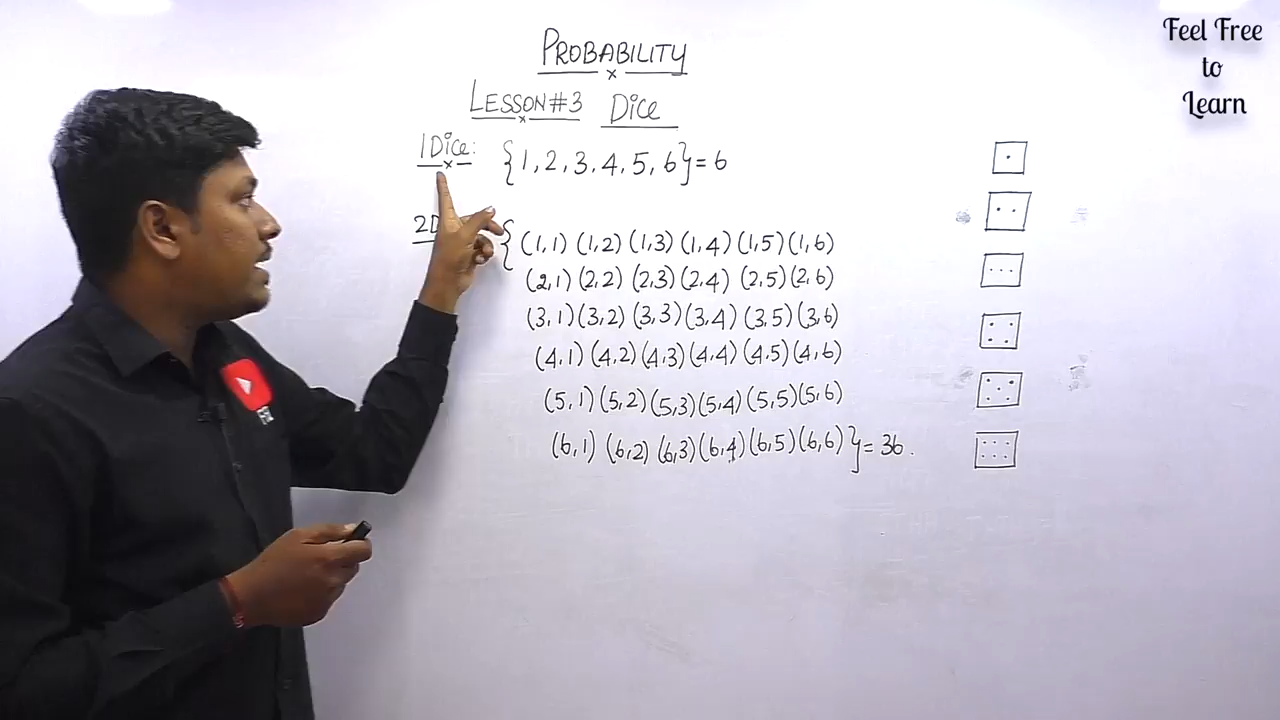 PROBABILITY
LESSON#3 Dice
1Dice: {1,2,3,4,5,6}=6
{(1,1) (1,2) (1,3) (1,4) (1,5) (1,6)
(2,1) (2,2) (2,3) (2,4) (2,5) (2,6)
(3,1) (3,2) (3,3) (3,4) (3,5) (3,6)
(4,1) (4,2) (4,3) (4,4) (4,5) (4,6)
(5,1) (5,2) (5,3) (5,4) (5,5) (5,6)
(6,1) (6,2) (6,3) (6,4) (6,5) (6,6)}=36.
Feel Free
to
Learn